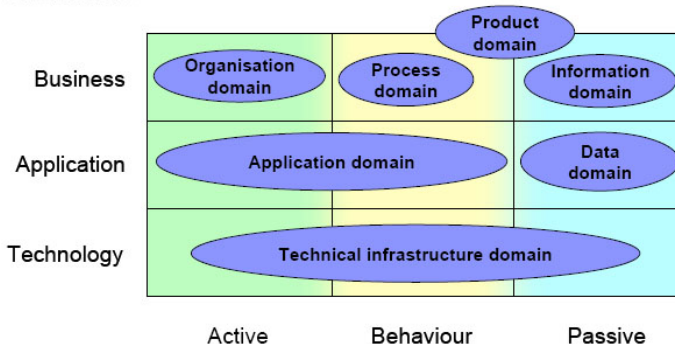 Product
domain
Business
Organisation
domain
Process
domain
Information
domain
Application
Application domain
Data
domain
Technology
Technical infrastructure domain
Active
Behaviour
Passive